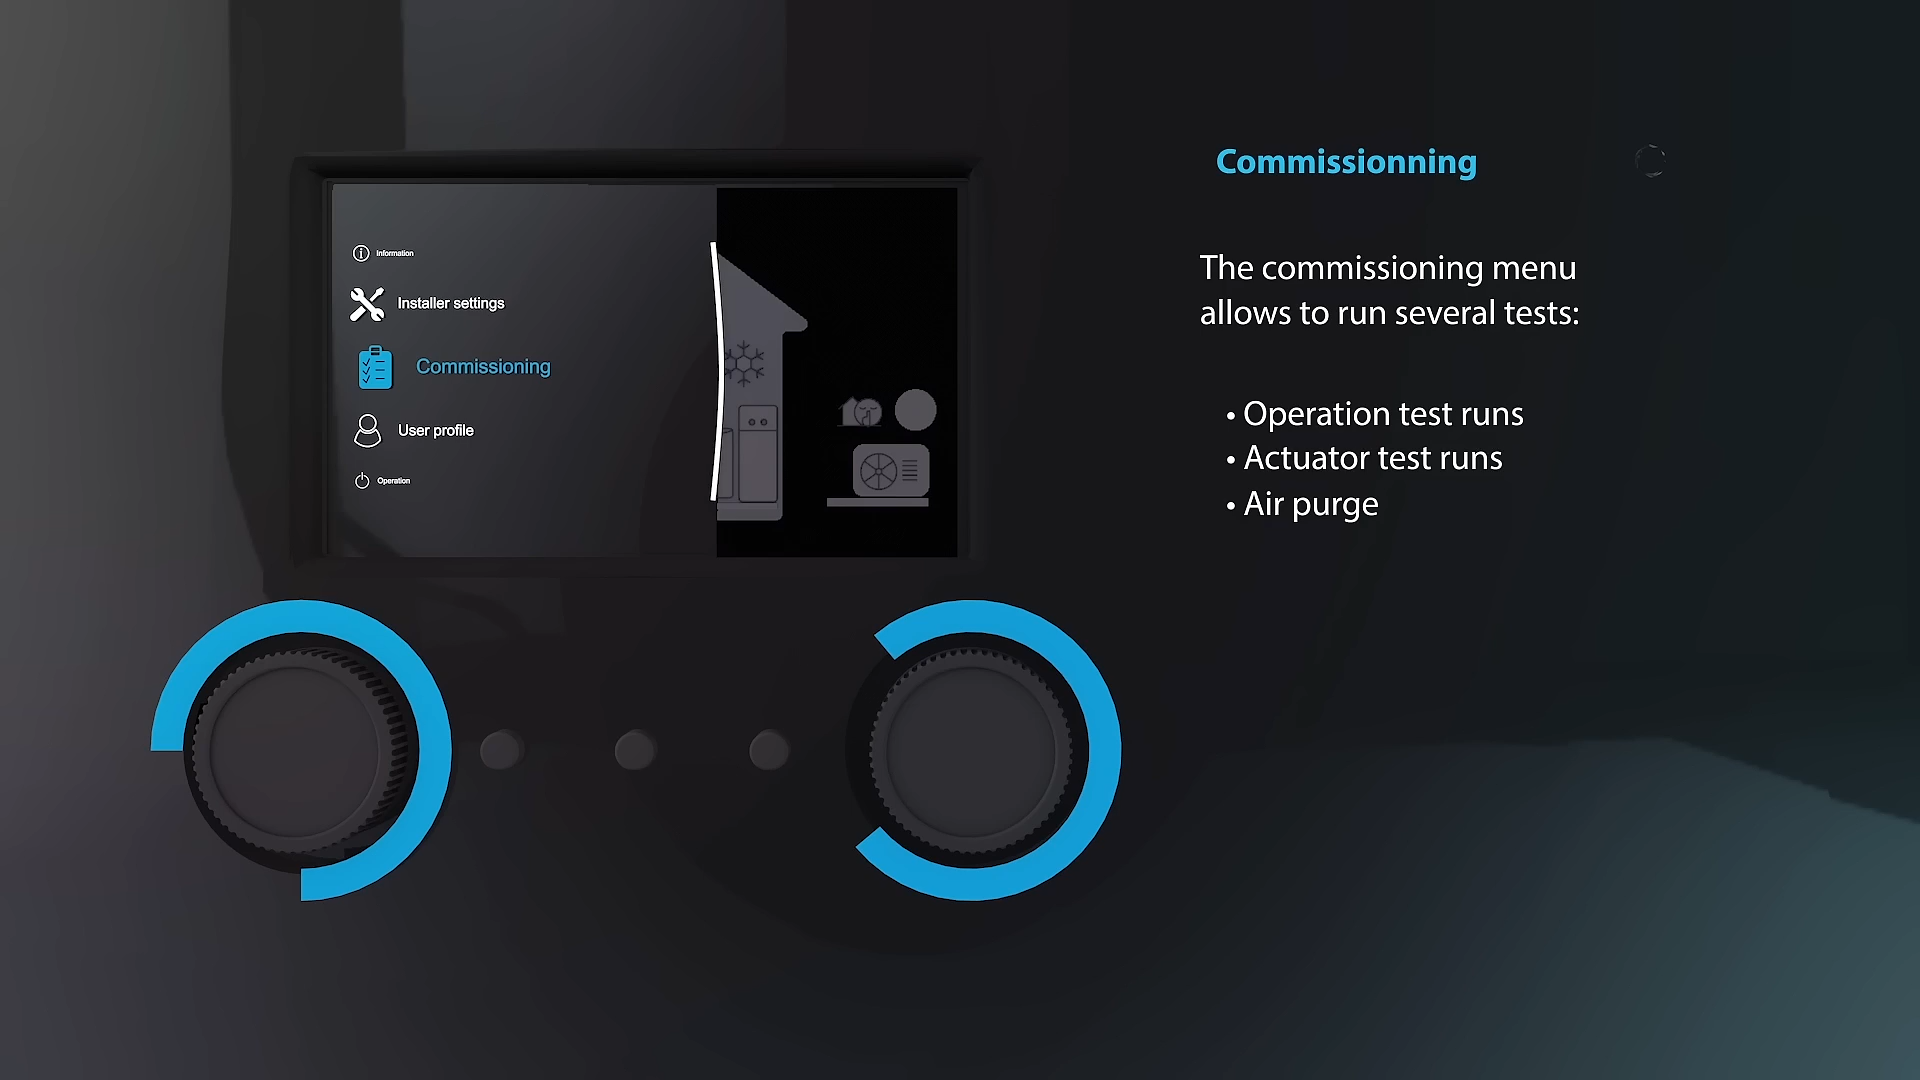 Information
Installer settings
Commissioning
User profile
Operation
Commissionning
The commissioning menu
allows to run several tests:
• Operation test runs
• Actuator test runs
• Air purge